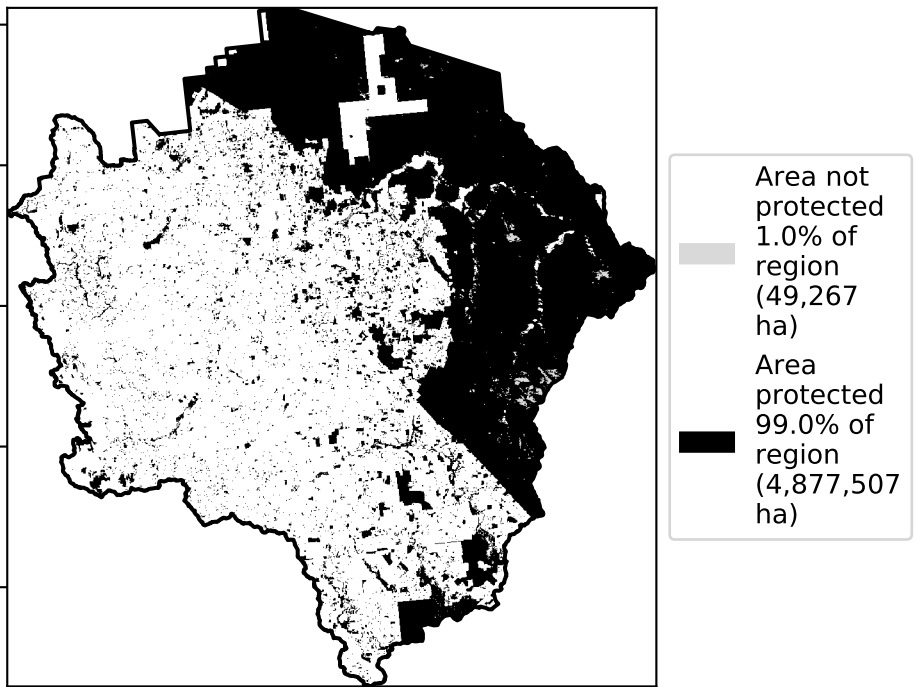 Area not
protected
1.0% of
region
(49,267
ha)
Area
protected
99.0% of
region
(4,877,507
ha)